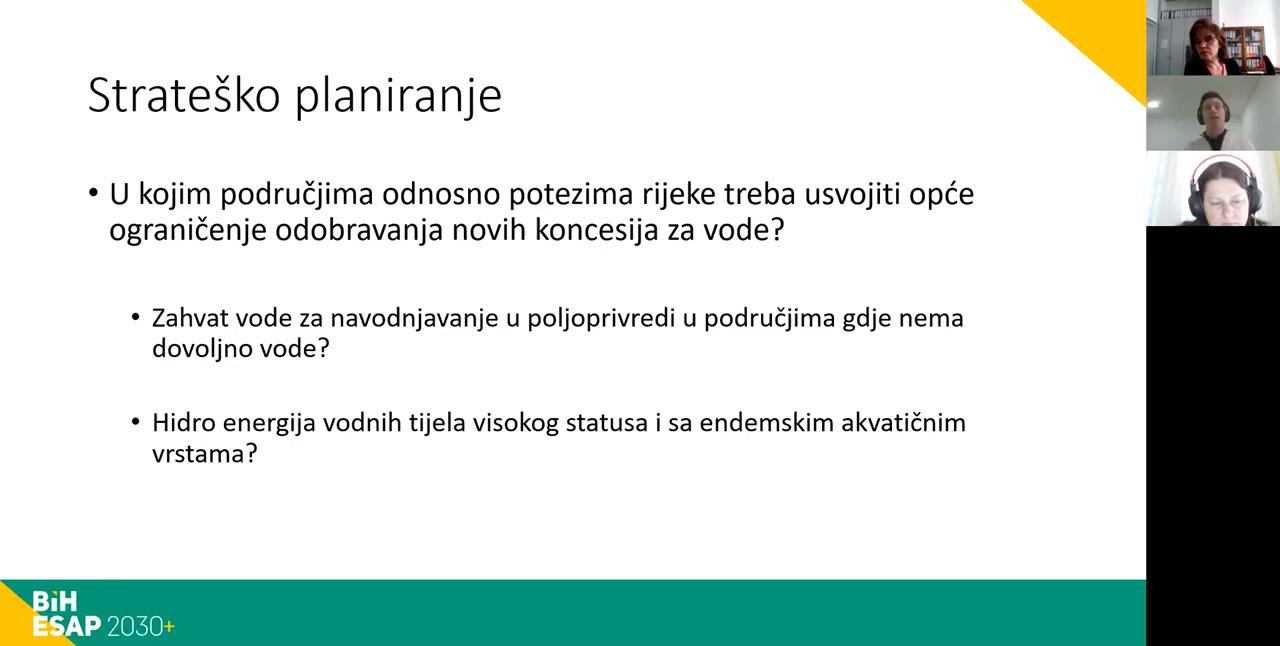 Strateško planiranje
• U kojim područjima odnosno potezima rijeke treba usvojiti opće
ograničenje odobravanja novih koncesija za vode?
• Zahvat vode za navodnjavanje u poljoprivredi u područjima gdje nema
dovoljno vode?
• Hidro energija vodnih tijela visokog statusa i sa endemskim akvatičnim
vrstama?
BiH
ESAP 2030+